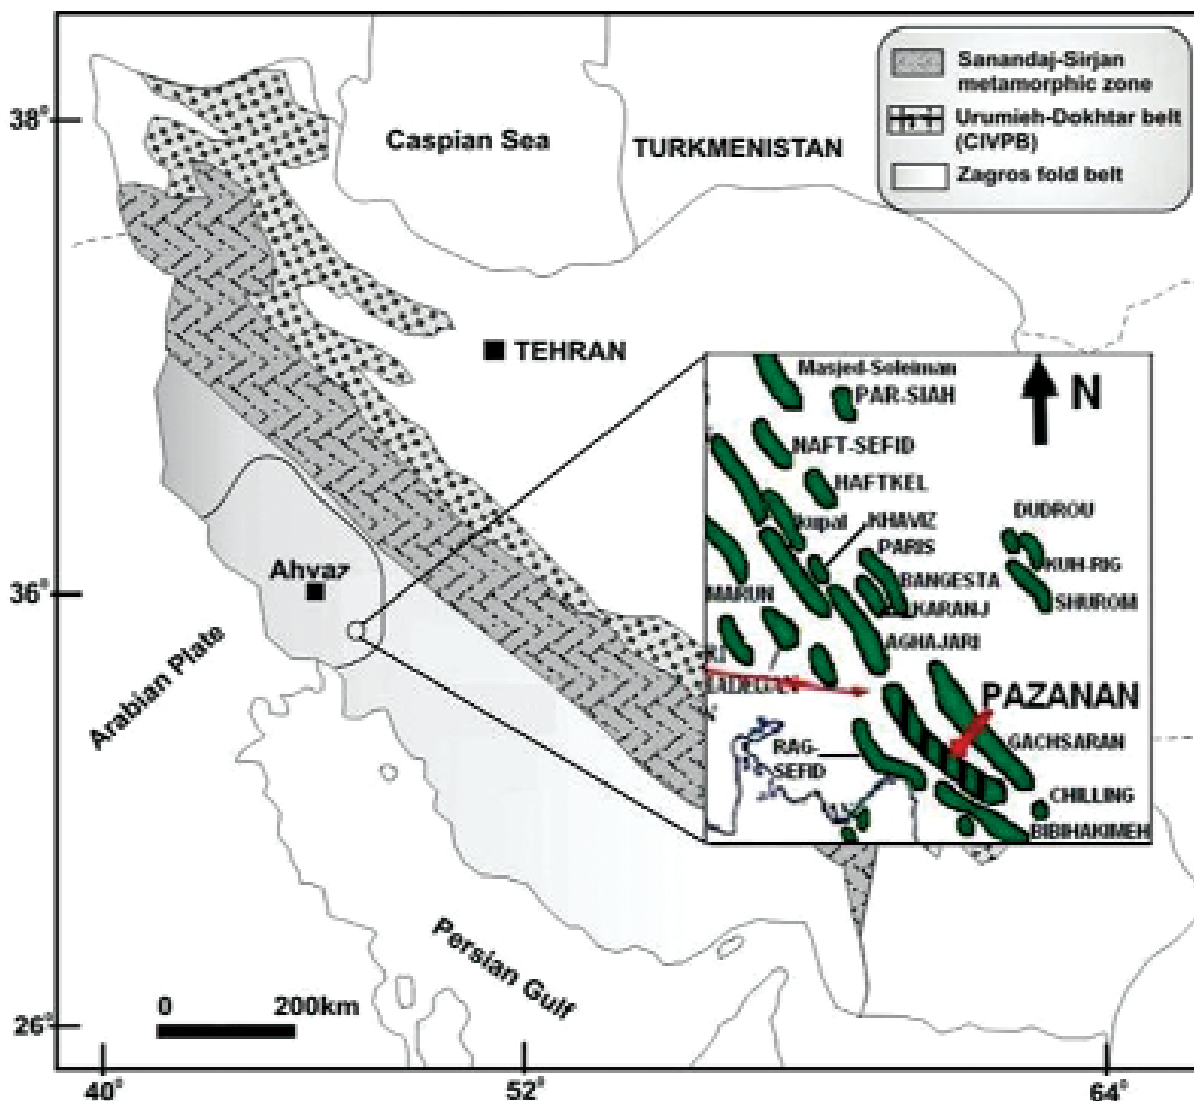 Sanandaj-Sirjan
metamorphic zone
Urumieh-Dokhtar belt
(CIVPB)
Zagros fold belt
38°
Caspian Sea
TURKMENISTAN
TEHRAN
Masjed-Soleiman
PAR-SIAH
N
NAFT-SEFID
HAFTKEL
DUDROU
kupal
KHAVIZ
PARIS
KUH-RIG
BANGESTA
SHUROM
MARUN
KARANJ
AGHAJARI
36°
Ahvaz
Arabian Plate
PAZANAN
GACHSARAN
RAG-
SEFID
CHILLING
BIBIHAKIMEH
Persian Gulf
0
200km
26°
40°
52°
64°